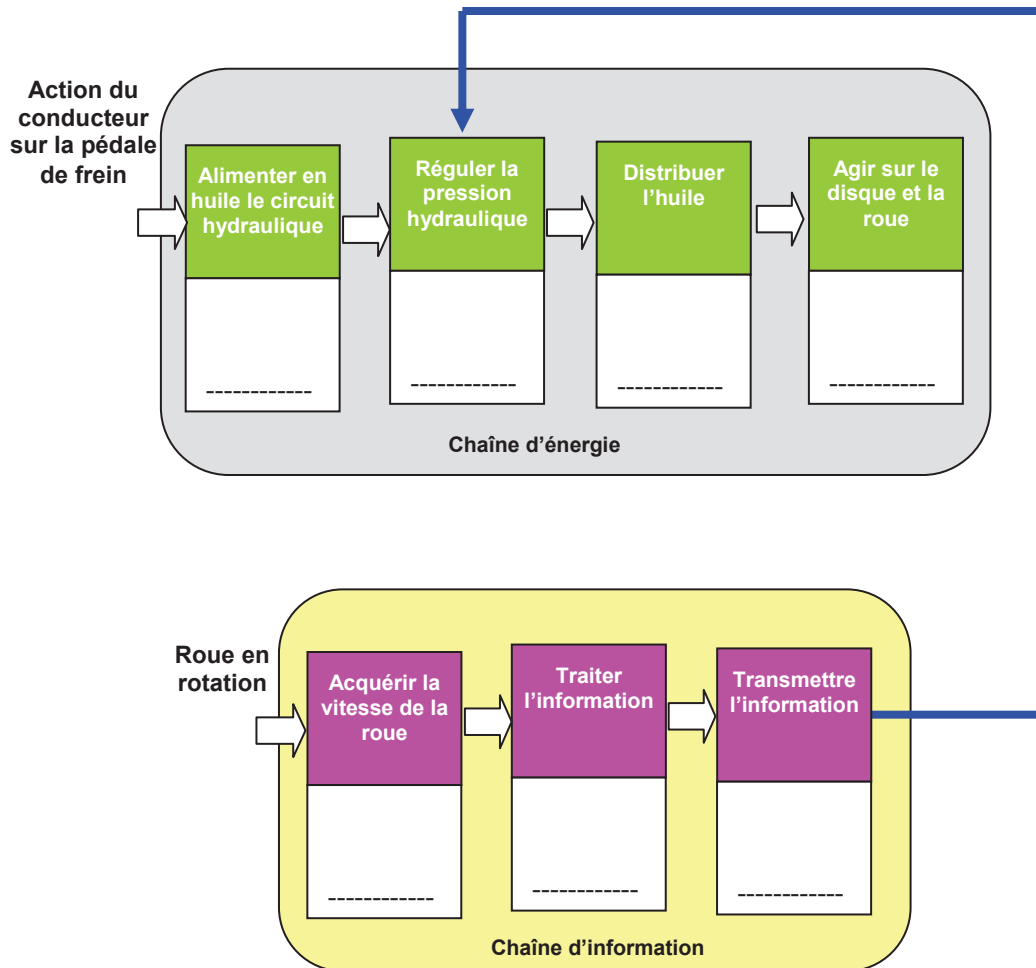 Action du
conducteur
sur la pédale
de frein
Alimenter en
huile le circuit
hydraulique
------------
Réguler la
pression
hydraulique
------------
Distribuer
l’huile
------------
Agir sur le
disque et la
roue
------------
Chaîne d’énergie
Roue en
rotation
Acquérir la
vitesse de la
roue
------------
Traiter
l’information
------------
Transmettre
l’information
------------
Chaîne d’information